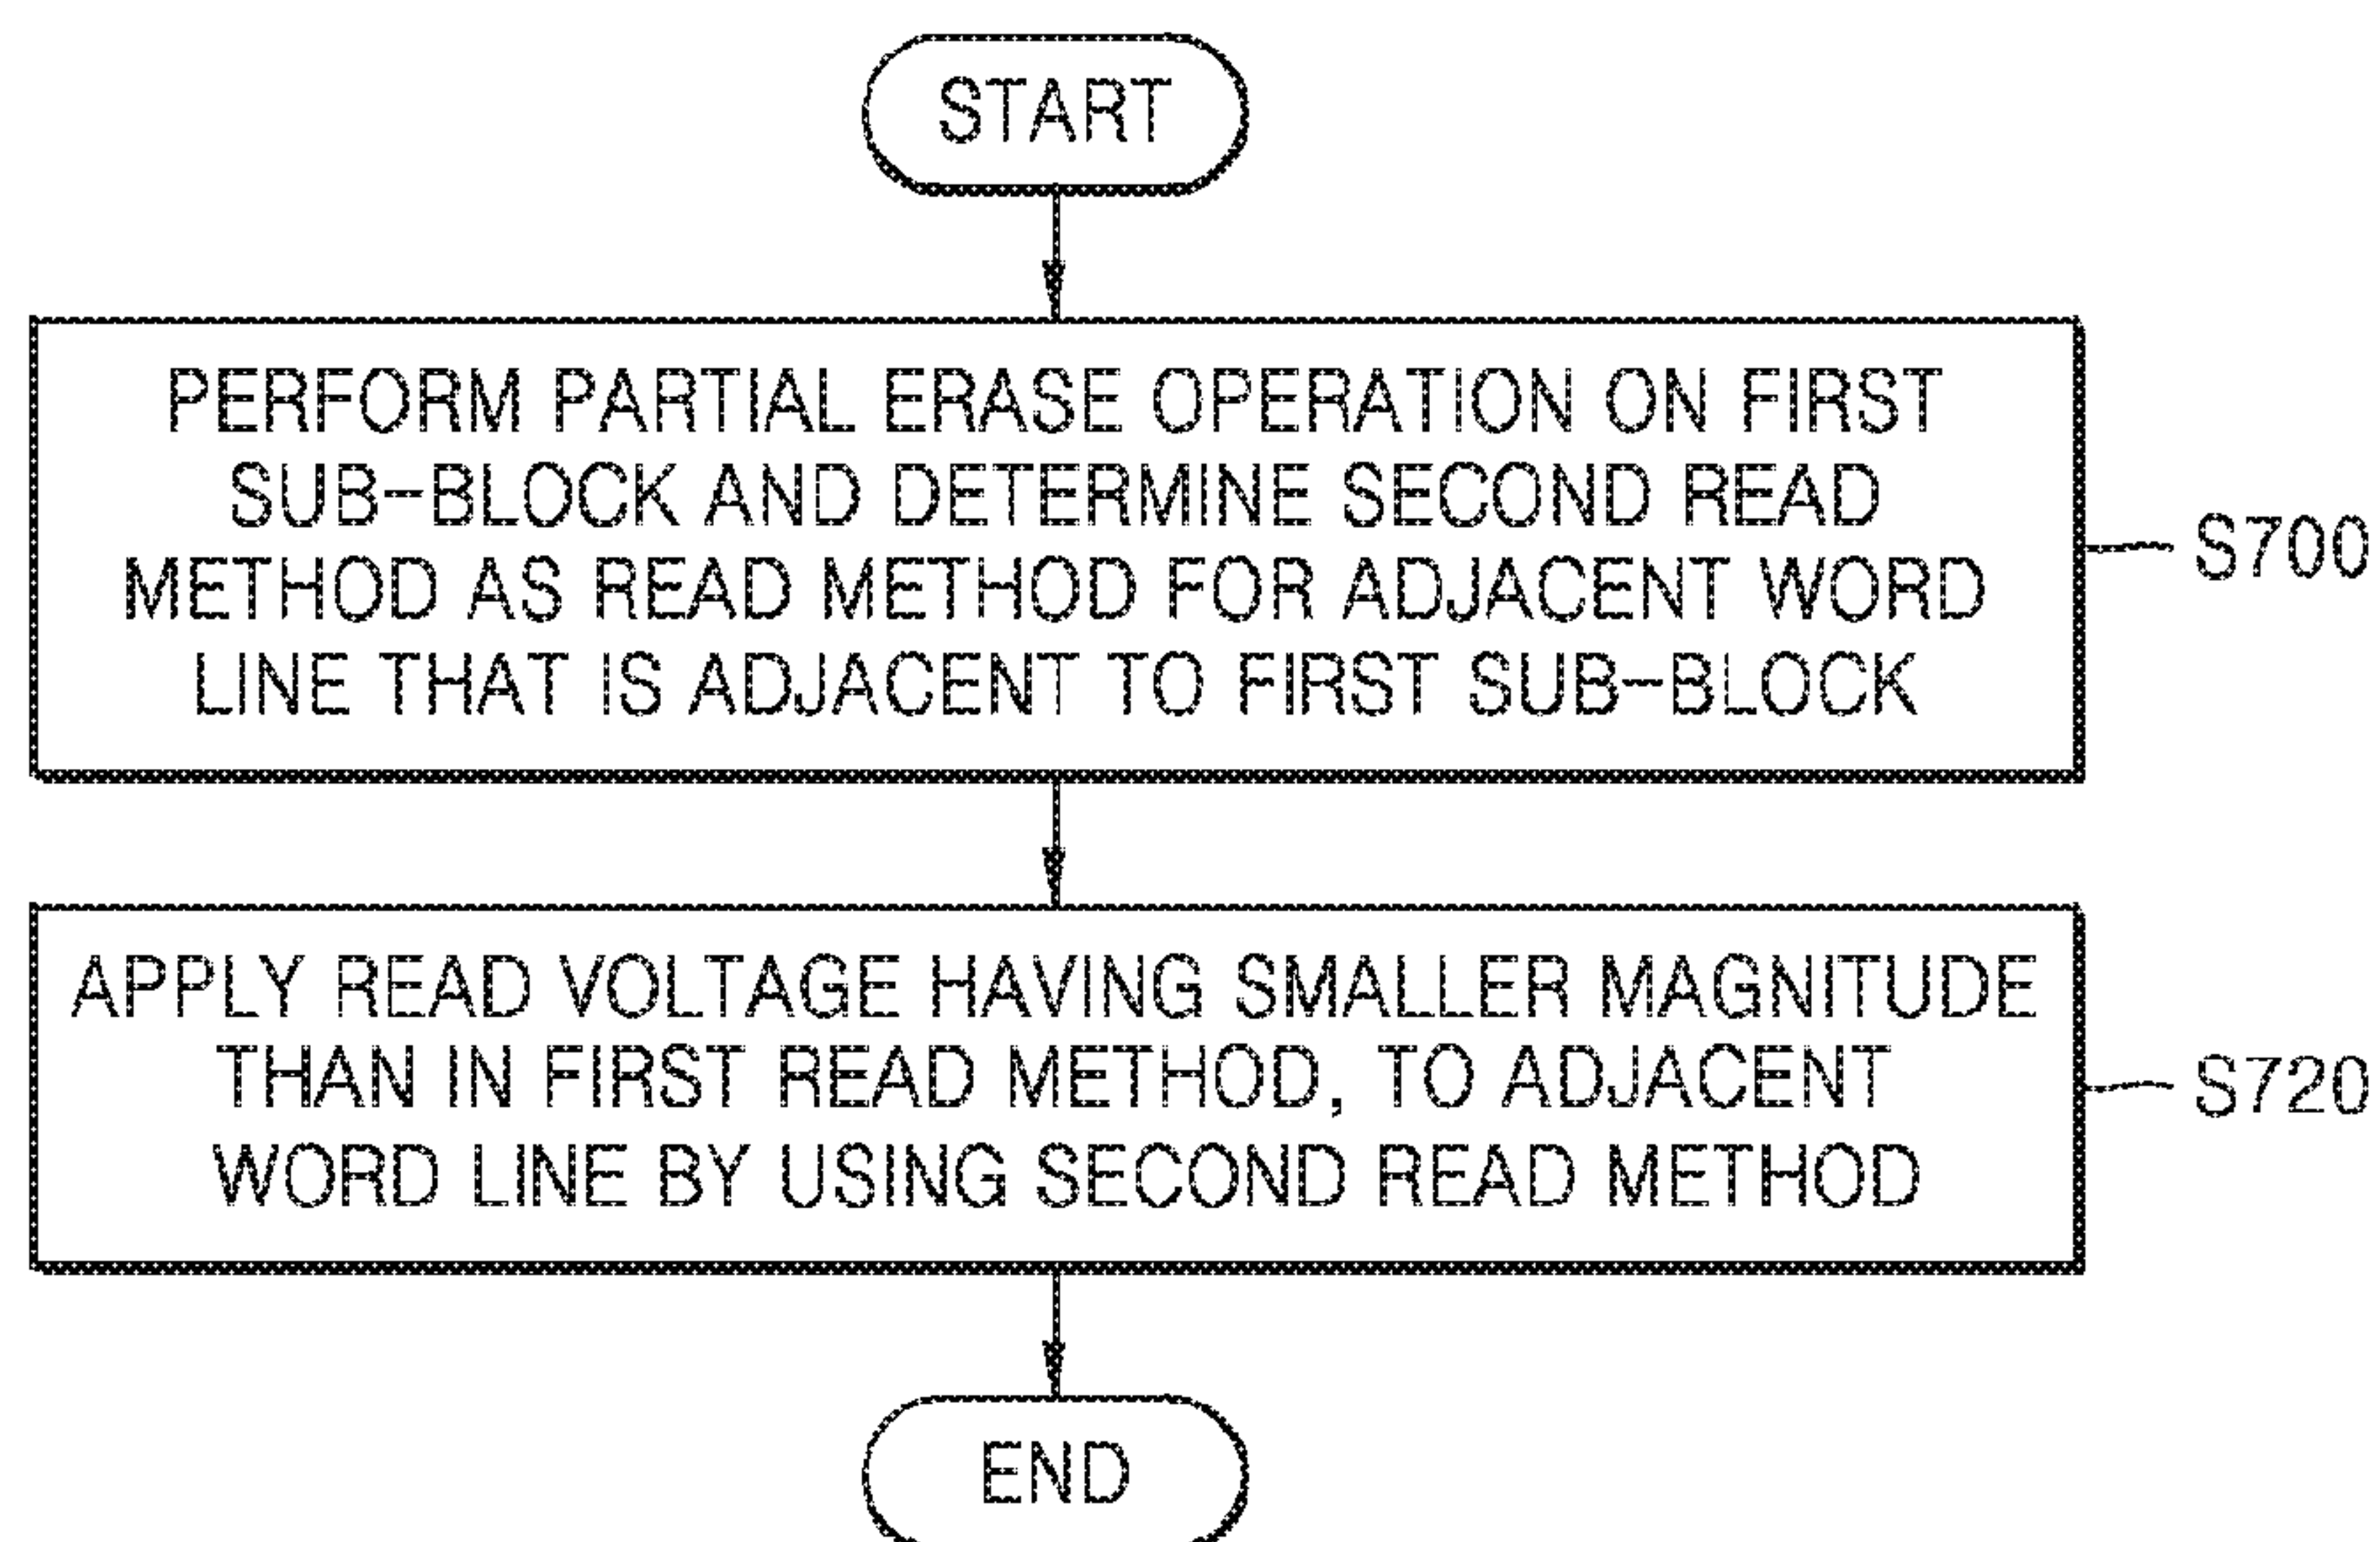 START
PERFORM PARTIAL ERASE OPERATION ON FIRST
SUB-BLOCK AND DETERMINE SECOND READ
METHOD AS READ METHOD FOR ADJACENT WORD
LINE THAT IS ADJACENT TO FIRST SUB-BLOCK
S700
APPLY READ VOLTAGE HAVING SMALLER MAGNITUDE
THAN IN FIRST READ METHOD, TO ADJACENT
WORD LINE BY USING SECOND READ METHOD
S720
END